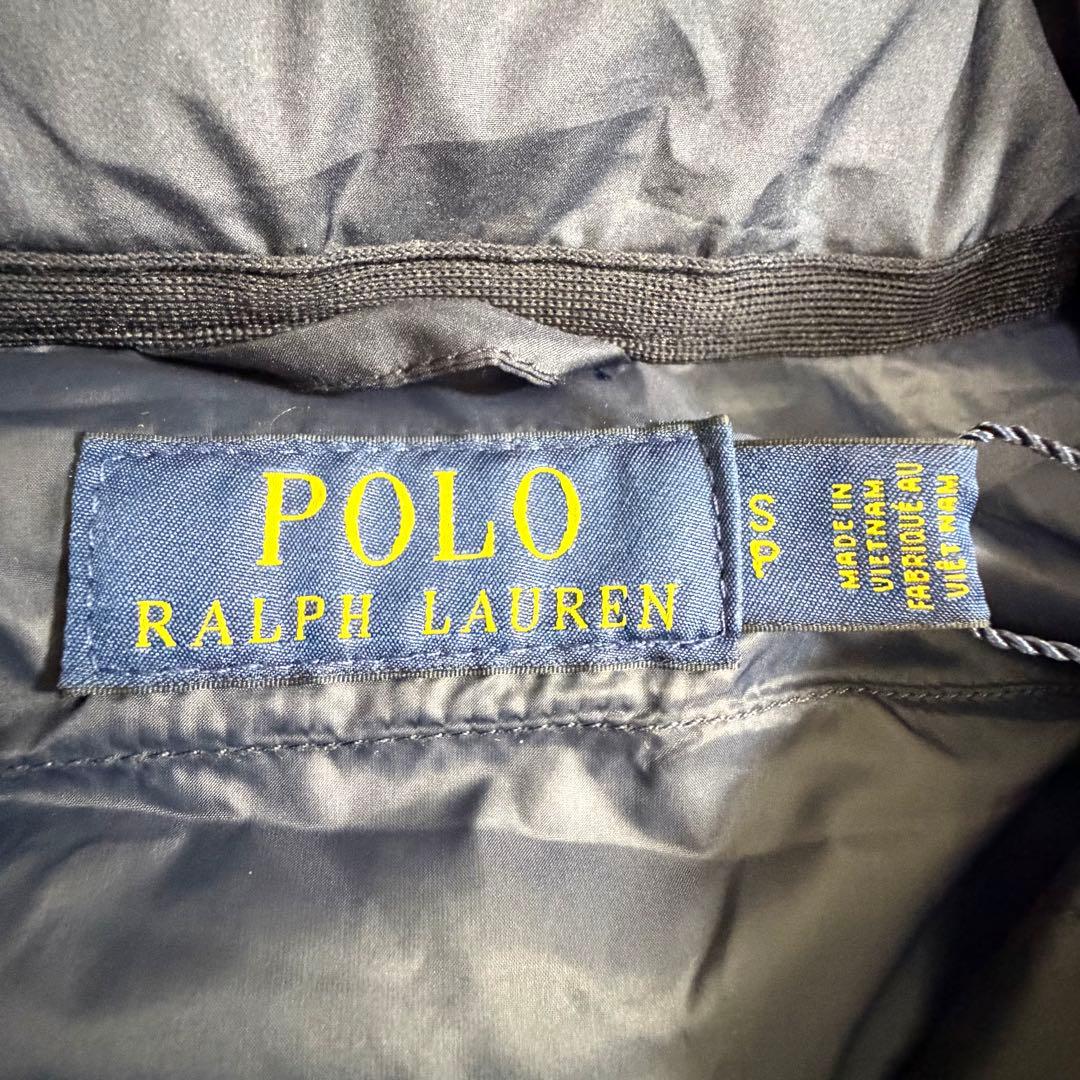 POLO
RALPH LAUREN
S
P
MADE IN
VIETNAM
FABRIQUÉ AU
VIÊT NAM